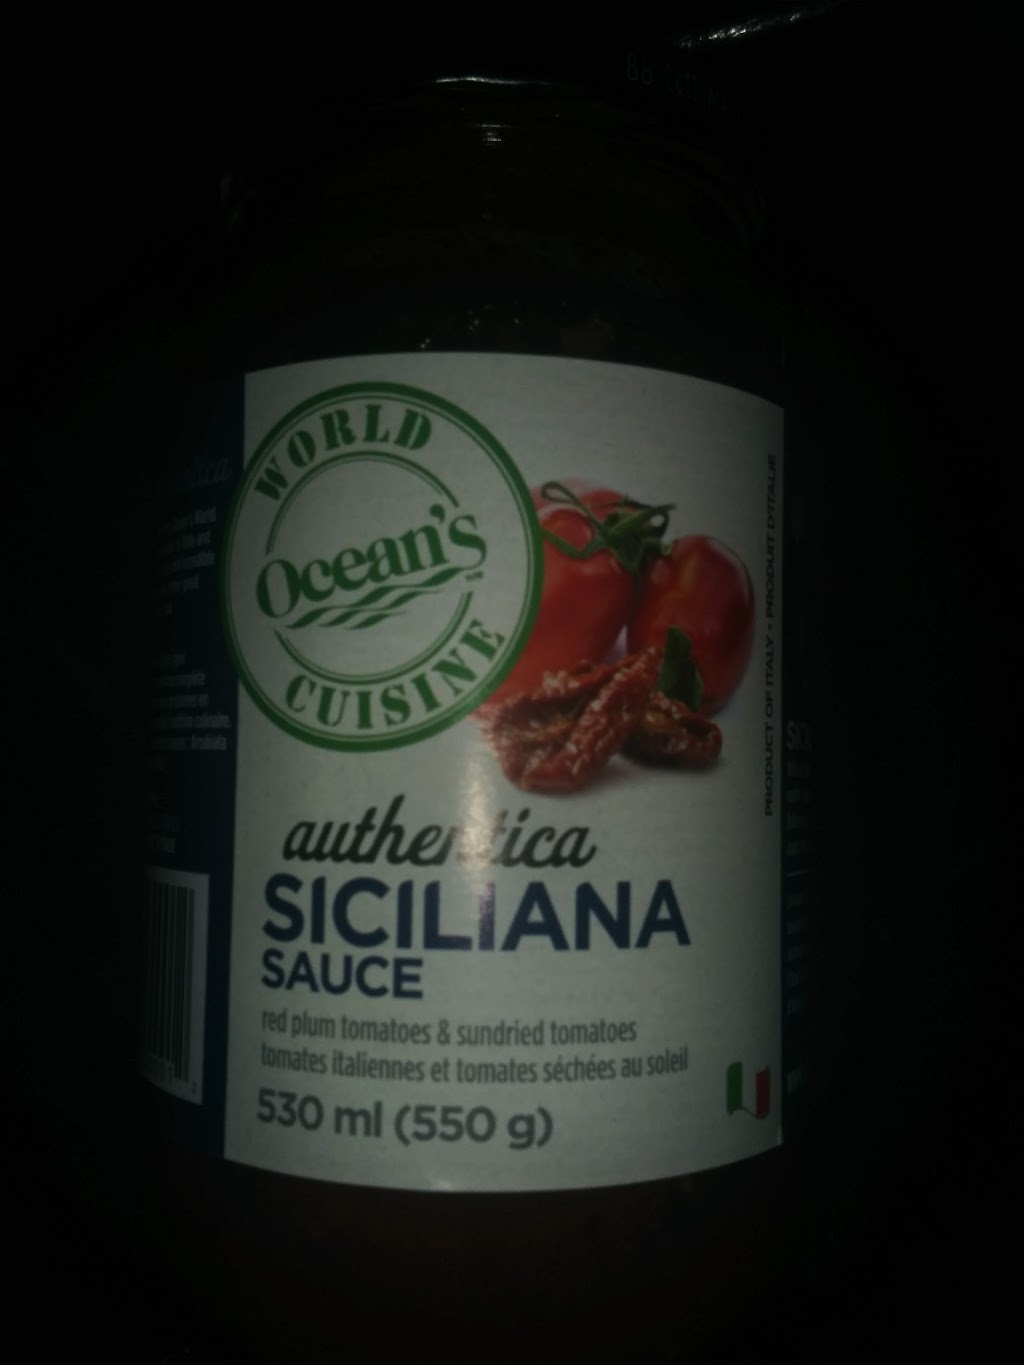 WORLD
Ocean's
CUISINE
authentica
SICILIANA
SAUCE
red plum tomatoes & sundried tomatoes
tomates italiennes et tomates séchées au soleil
530 ml (550 g)
PRODUCT OF ITALY • PRODUIT D'ITALIE